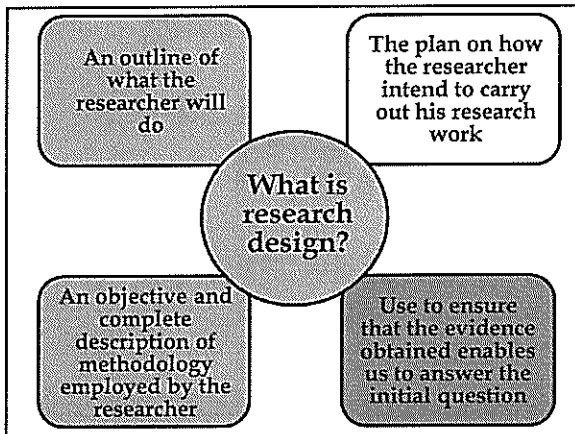 An outline of
what the
researcher will
do
The plan on how
the researcher
intend to carry
out his research
work
What is
research
design?
An objective and
complete
description of
methodology
employed by the
researcher
Use to ensure
that the evidence
obtained enables
us to answer the
initial question